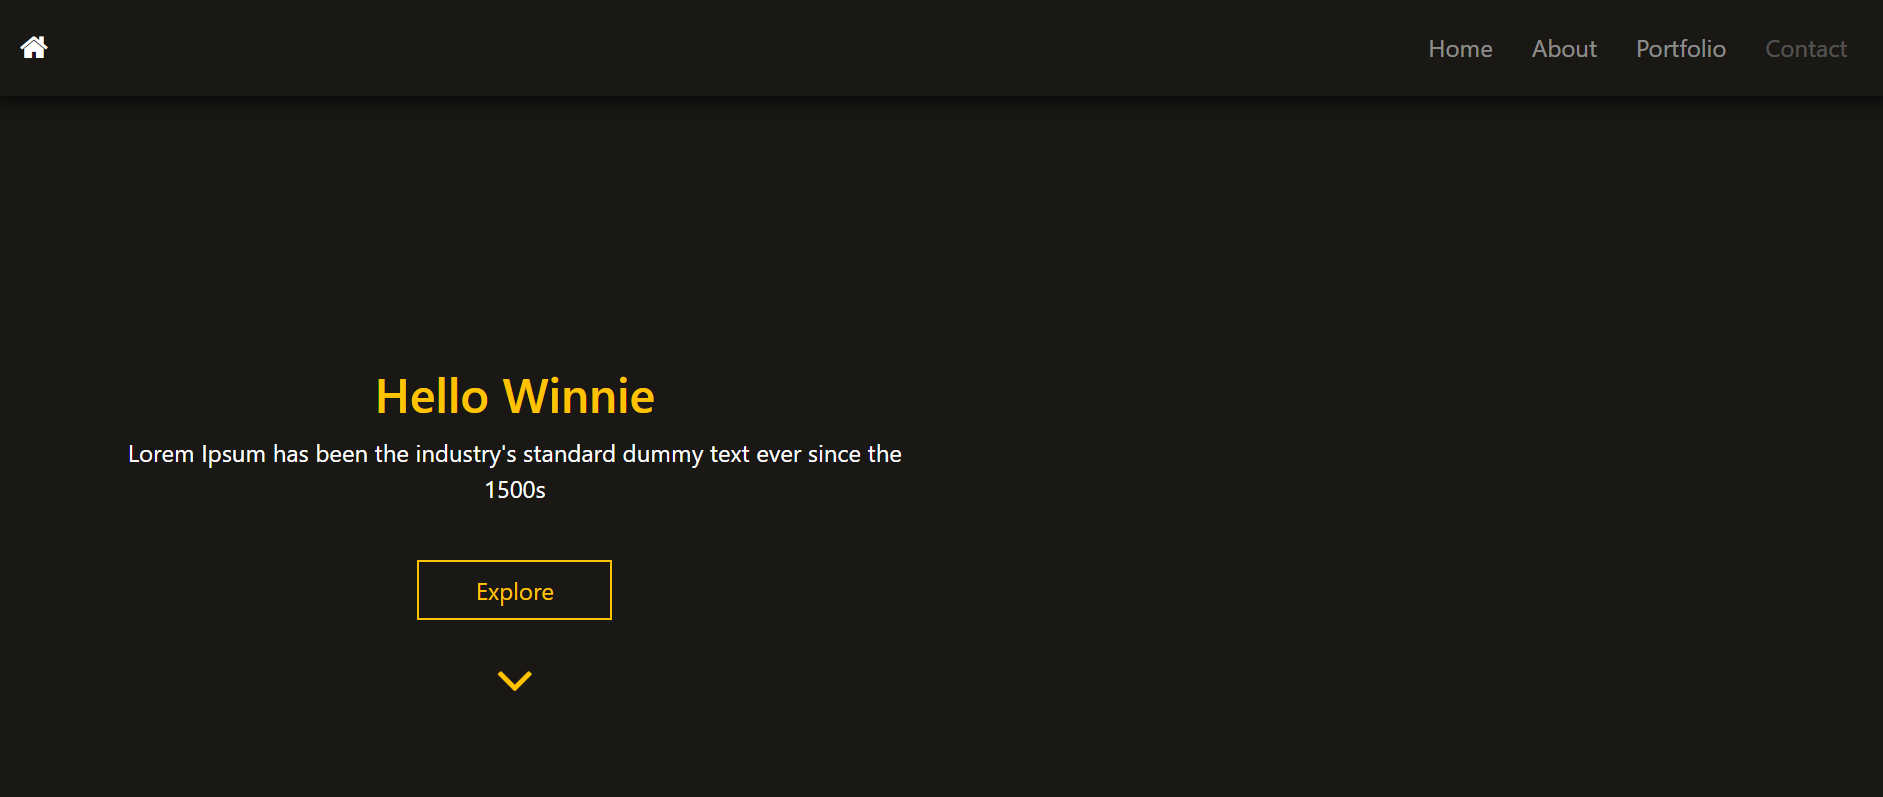 Home About Portfolio Contact
Hello Winnie
Lorem Ipsum has been the industry's standard dummy text ever since the
1500s
Explore